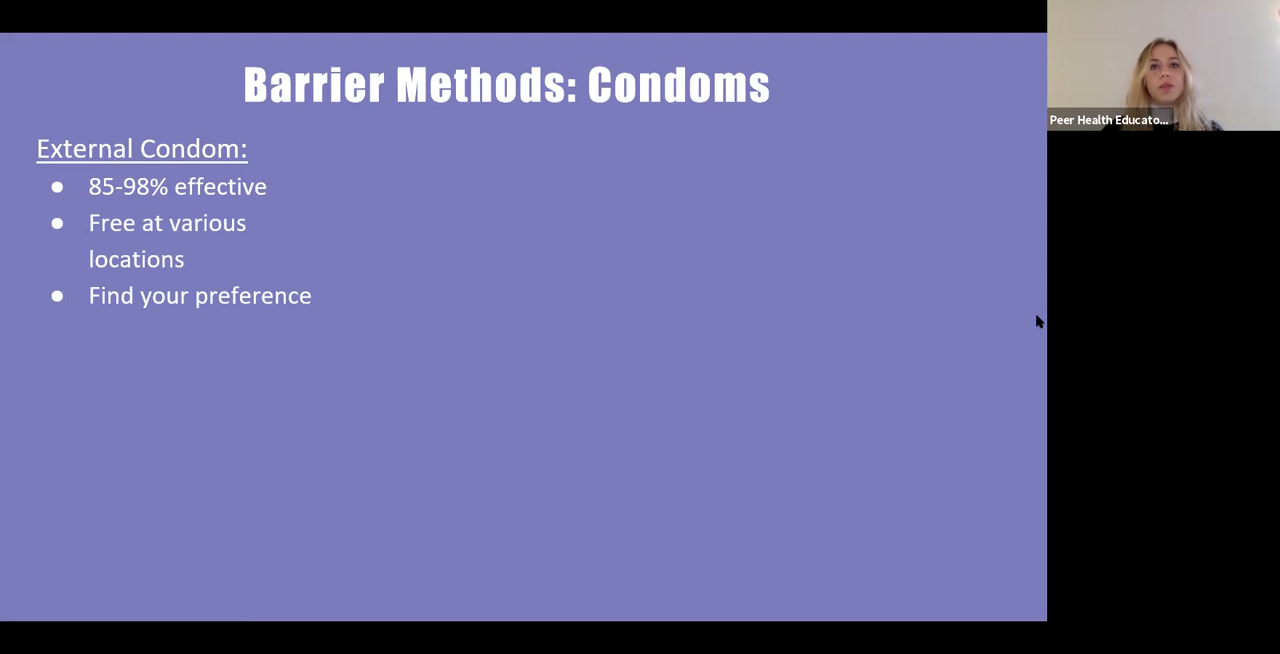 Barrier Methods: Condoms
External Condom:
● 85-98% effective
● Free at various
locations
● Find your preference
Peer Health Educato...